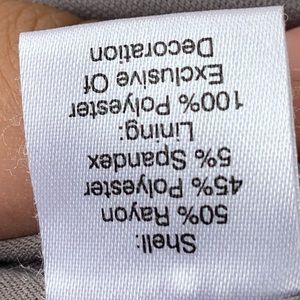 Shell:
50% Rayon
45% Polyester
5% Spandex
Lining:
100% Polyester
Exclusive Of
Decoration